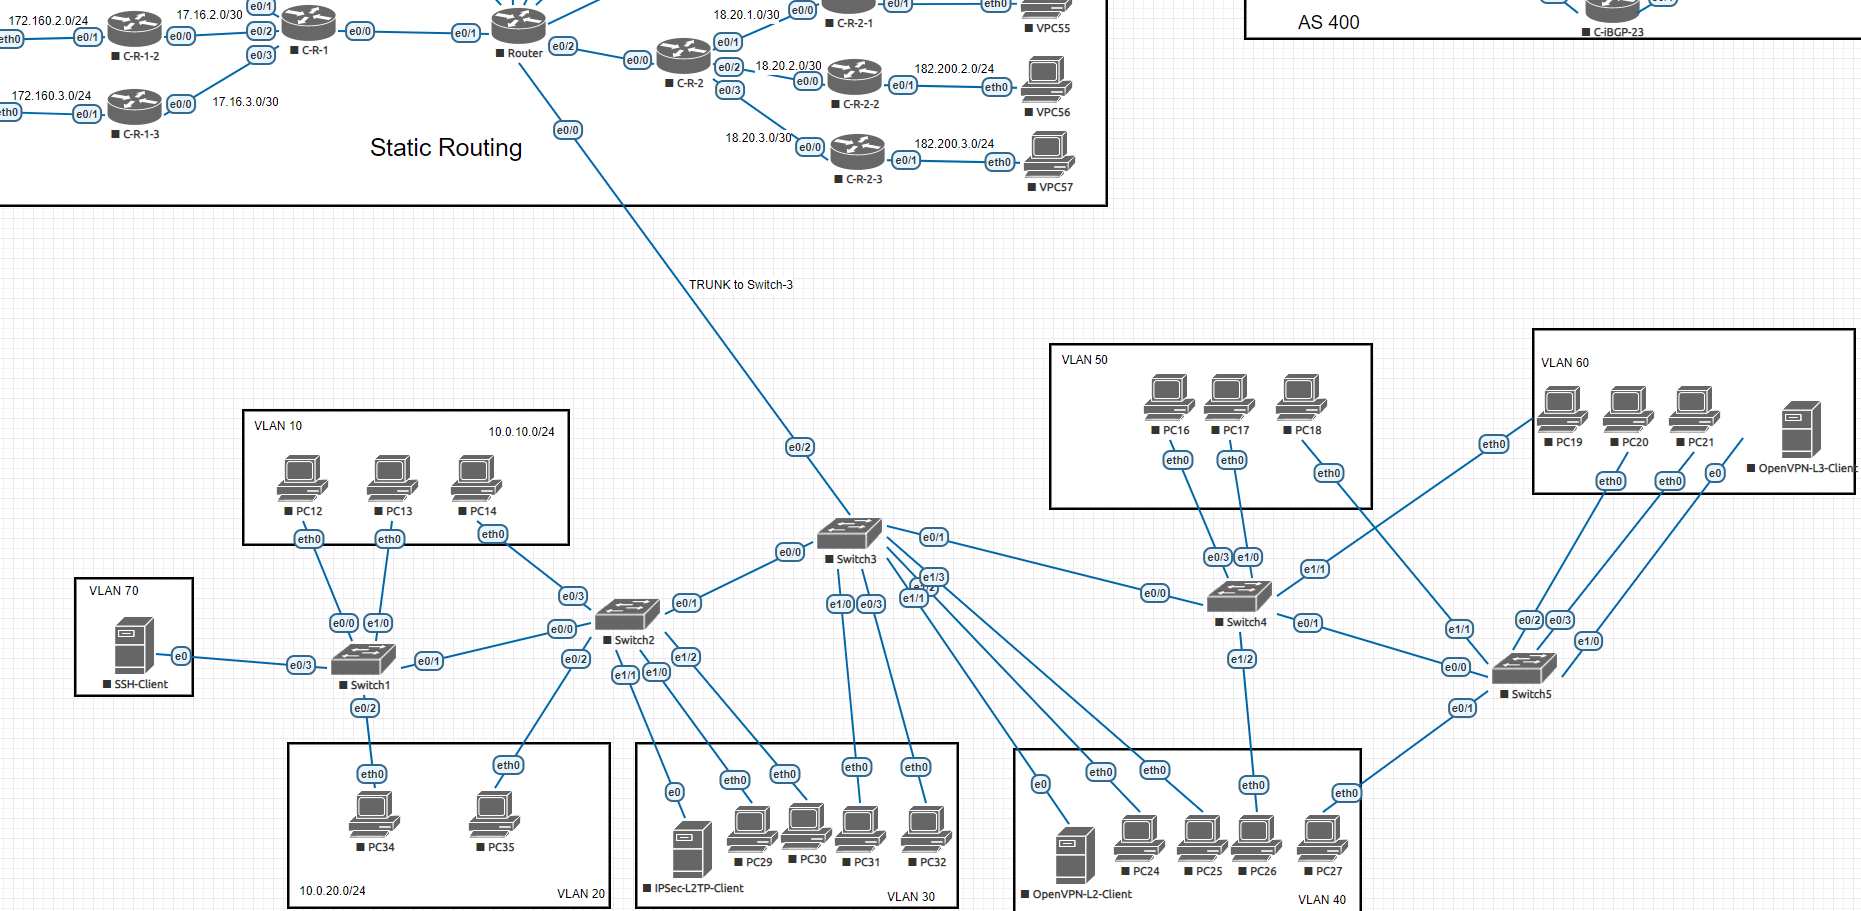 172.160.2.0/24
17.16.2.0/30
e0/1
eth0
e0/1
C-R-1-2
e0/0
e0/2
C-R-1
e0/0
e0/3
172.160.3.0/24
eth0
e0/1
C-R-1-3
e0/0
17.16.3.0/30
e0/1
Router
e0/2
e0/0
Static Routing
e0/0
C-R-2
e0/1
e0/2
e0/3
18.20.1.0/30
e0/0
C-R-2-1
e0/1
eth0
VPC55
18.20.2.0/30
e0/0
C-R-2-2
e0/1
182.200.2.0/24
eth0
VPC56
18.20.3.0/30
e0/0
C-R-2-3
e0/1
182.200.3.0/24
eth0
VPC57
AS 400
C-iBGP-23
TRUNK to Switch-3
e0/2
VLAN 10
10.0.10.0/24
PC12
PC13
PC14
eth0
eth0
eth0
VLAN 70
SSH-Client
e0
e0/3
e0/0
e1/0
Switch1
e0/1
e0/2
e0/3
e0/0
Switch2
e0/1
e0/2
e1/1
e1/0
e1/2
e0/0
Switch3
e0/1
e1/3
e1/1
e1/0
e0/3
VLAN 50
PC16
PC17
PC18
eth0
eth0
eth0
VLAN 60
PC19
PC20
PC21
OpenVPN-L3-Client
eth0
eth0
eth0
e0
e0/3
e1/0
e1/1
e0/0
Switch4
e0/1
e1/2
e1/1
e0/2
e0/3
e1/0
e0/0
Switch5
e0/1
eth0
eth0
PC34
PC35
10.0.20.0/24
VLAN 20
e0
eth0
eth0
eth0
eth0
IPSec-L2TP-Client
PC29
PC30
PC31
PC32
VLAN 30
e0
eth0
eth0
eth0
eth0
OpenVPN-L2-Client
PC24
PC25
PC26
PC27
VLAN 40